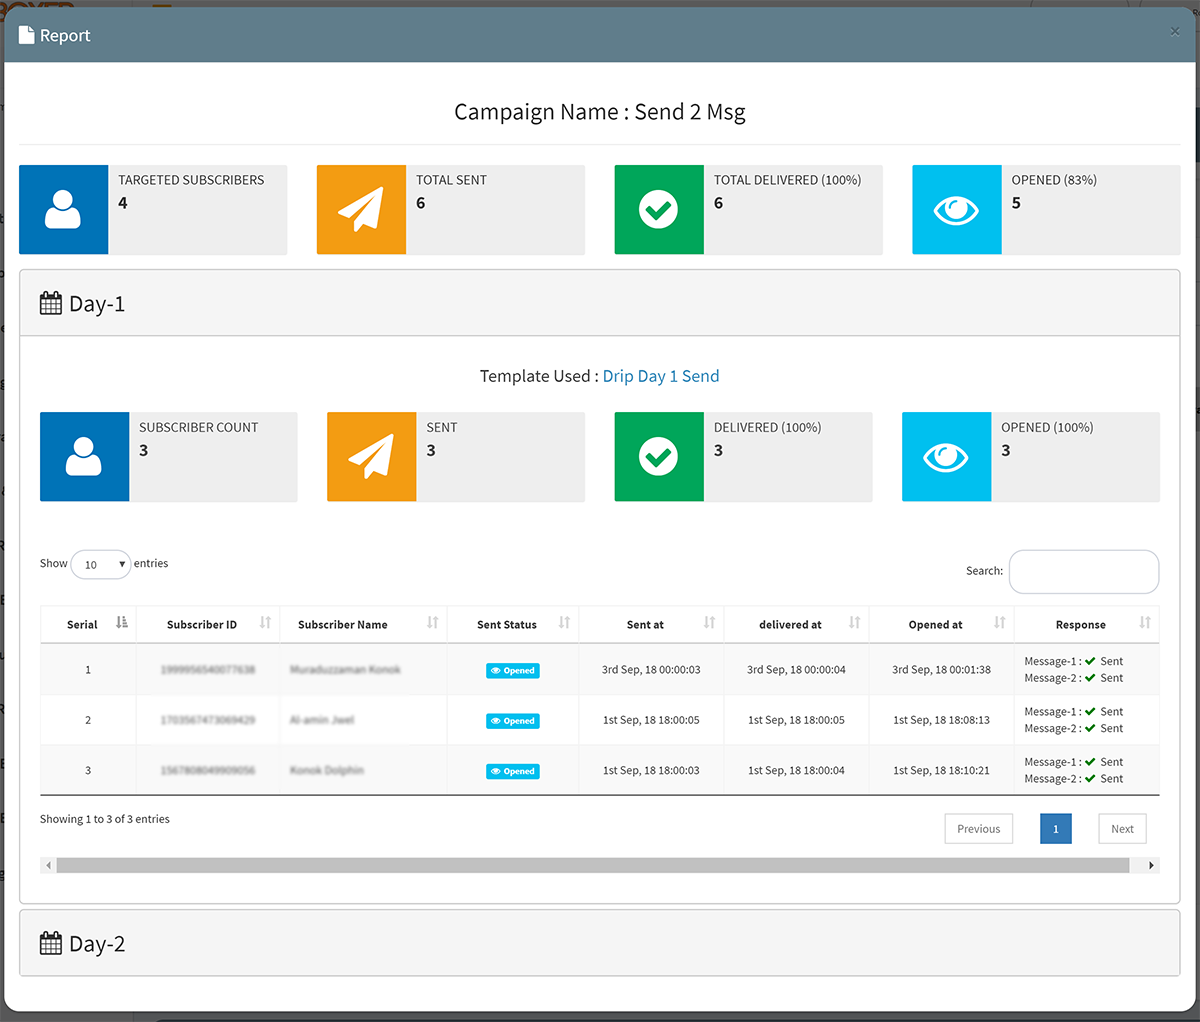 Report ×
Campaign Name : Send 2 Msg
TARGETED SUBSCRIBERS
4
TOTAL SENT
6
TOTAL DELIVERED (100%)
6
OPENED (83%)
5
Day-1
Template Used : Drip Day 1 Send
SUBSCRIBER COUNT
3
SENT
3
DELIVERED (100%)
3
OPENED (100%)
3
Show 10 entries
Search:
Serial Subscriber ID Subscriber Name Sent Status Sent at delivered at Opened at Response
1 Opened 3rd Sep, 18 00:00:03 3rd Sep, 18 00:00:04 3rd Sep, 18 00:01:38 Message-1 : ✔ Sent
Message-2 : ✔ Sent
2 Opened 1st Sep, 18 18:00:05 1st Sep, 18 18:00:05 1st Sep, 18 18:08:13 Message-1 : ✔ Sent
Message-2 : ✔ Sent
3 Opened 1st Sep, 18 18:00:03 1st Sep, 18 18:00:04 1st Sep, 18 18:10:21 Message-1 : ✔ Sent
Message-2 : ✔ Sent
Showing 1 to 3 of 3 entries
Previous 1 Next
Day-2